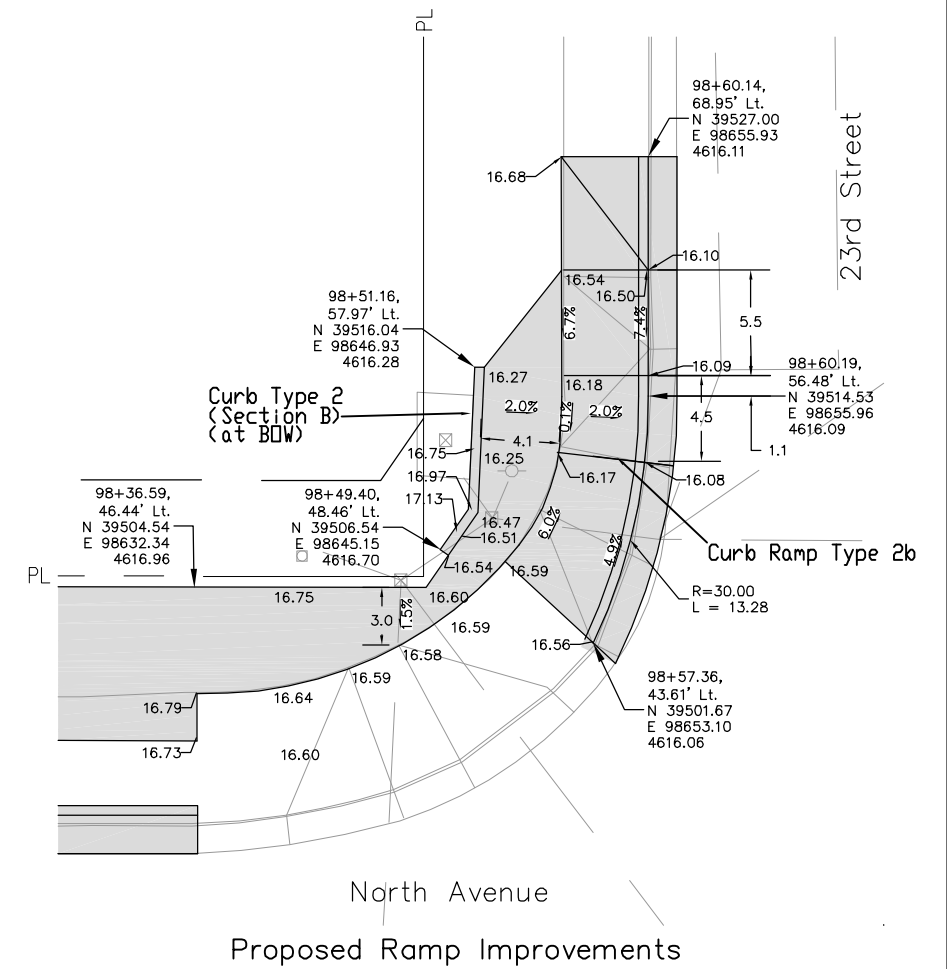 PL
98+60.14,
68.95' Lt.
N 39527.00
E 98655.93
4616.11
23rd Street
16.68
16.10
16.54
16.50
98+51.16,
57.97' Lt.
N 39516.04
E 98646.93
4616.28
6.7%
7.4%
5.5
16.09
98+60.19,
56.48' Lt.
N 39514.53
E 98655.96
4616.09
16.27
16.18
Curb Type 2
(Section B)
(at BOW)
2.0%
0.1%
2.0%
4.5
4.1
1.1
16.75
16.25
16.97
16.17
16.08
17.13
98+36.59,
46.44' Lt.
N 39504.54
E 98632.34
4616.96
98+49.40,
48.46' Lt.
N 39506.54
E 98645.15
4616.70
16.47
16.51
6.0%
4.9%
Curb Ramp Type 2b
16.54
16.59
PL
R=30.00
L = 13.28
16.75
16.60
3.0
1.5%
16.59
16.56
16.58
16.59
98+57.36,
43.61' Lt.
N 39501.67
E 98653.10
4616.06
16.64
16.79
16.73
16.60
North Avenue
Proposed Ramp Improvements